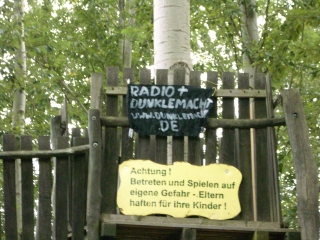 RADIO +
DUNKLEMACHT
WWW.DUNKLEMACHT
.DE
Achtung !
Betreten und Spielen auf
eigene Gefahr - Eltern
haften für ihre Kinder !